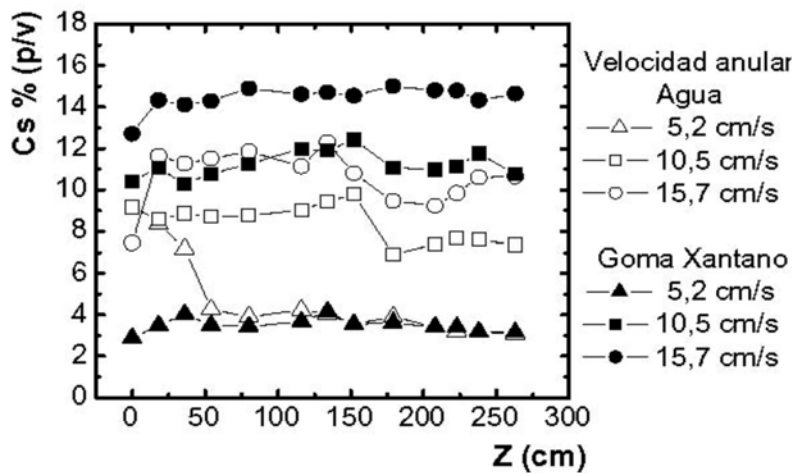 Cs % (p/v)
18
16
14
12
10
8
6
4
2
0
0 50 100 150 200 250 300
Z (cm)
Velocidad anular
Agua
5,2 cm/s
10,5 cm/s
15,7 cm/s
Goma Xantano
5,2 cm/s
10,5 cm/s
15,7 cm/s